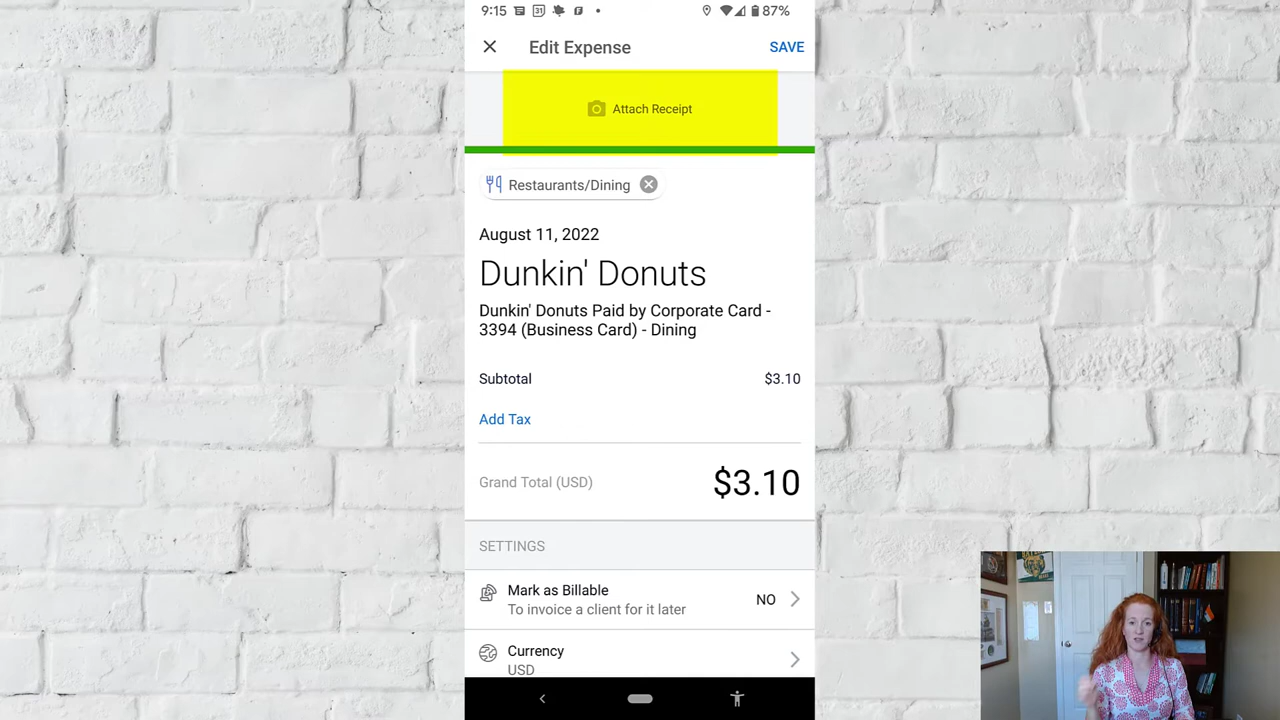 9:15
31
87%
Edit Expense
SAVE
Attach Receipt
Restaurants/Dining
August 11, 2022
Dunkin' Donuts
Dunkin' Donuts Paid by Corporate Card -
3394 (Business Card) - Dining
Subtotal
$3.10
Add Tax
Grand Total (USD)
$3.10
SETTINGS
Mark as Billable
To invoice a client for it later
NO
Currency
USD